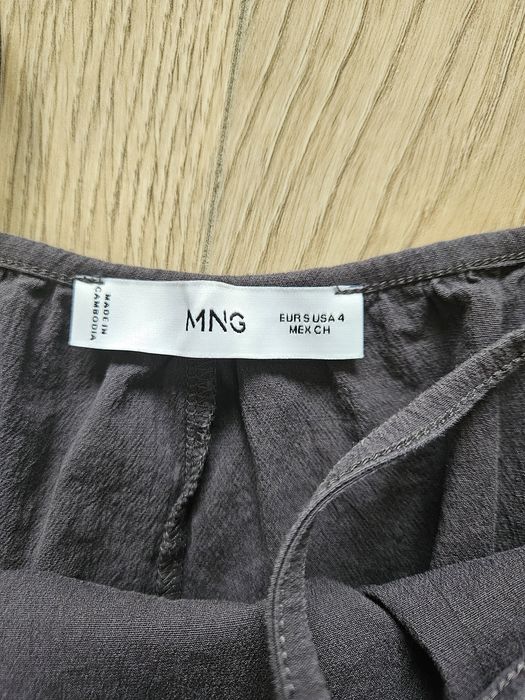 MADE IN
CAMBODIA
MNG
EUR S USA 4
MEX CH